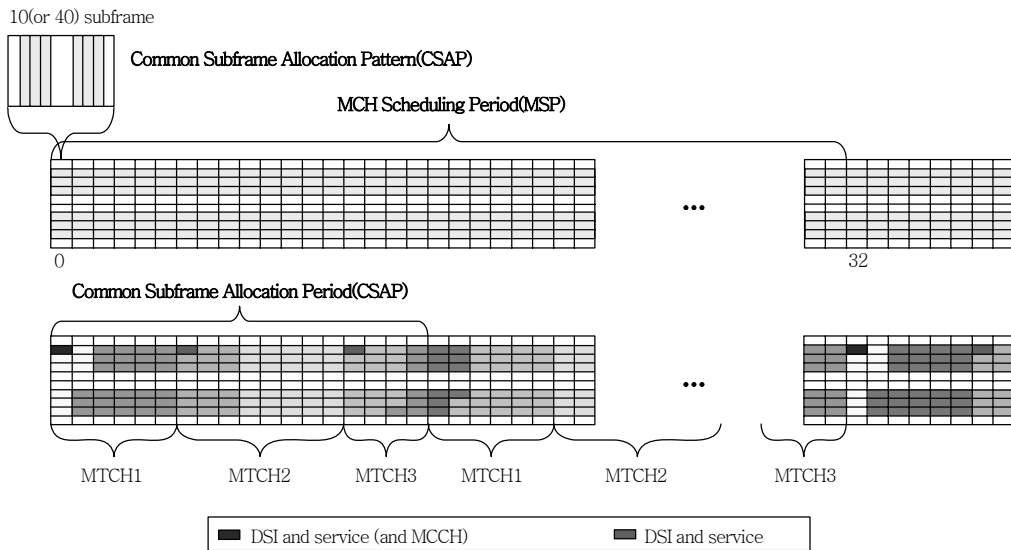 10(or 40) subframe
Common Subframe Allocation Pattern(CSAP)
MCH Scheduling Period(MSP)
...
0
32
Common Subframe Allocation Period(CSAP)
...
MTCH1
MTCH2
MTCH3
MTCH1
MTCH2
MTCH3
DSI and service (and MCCH)
DSI and service